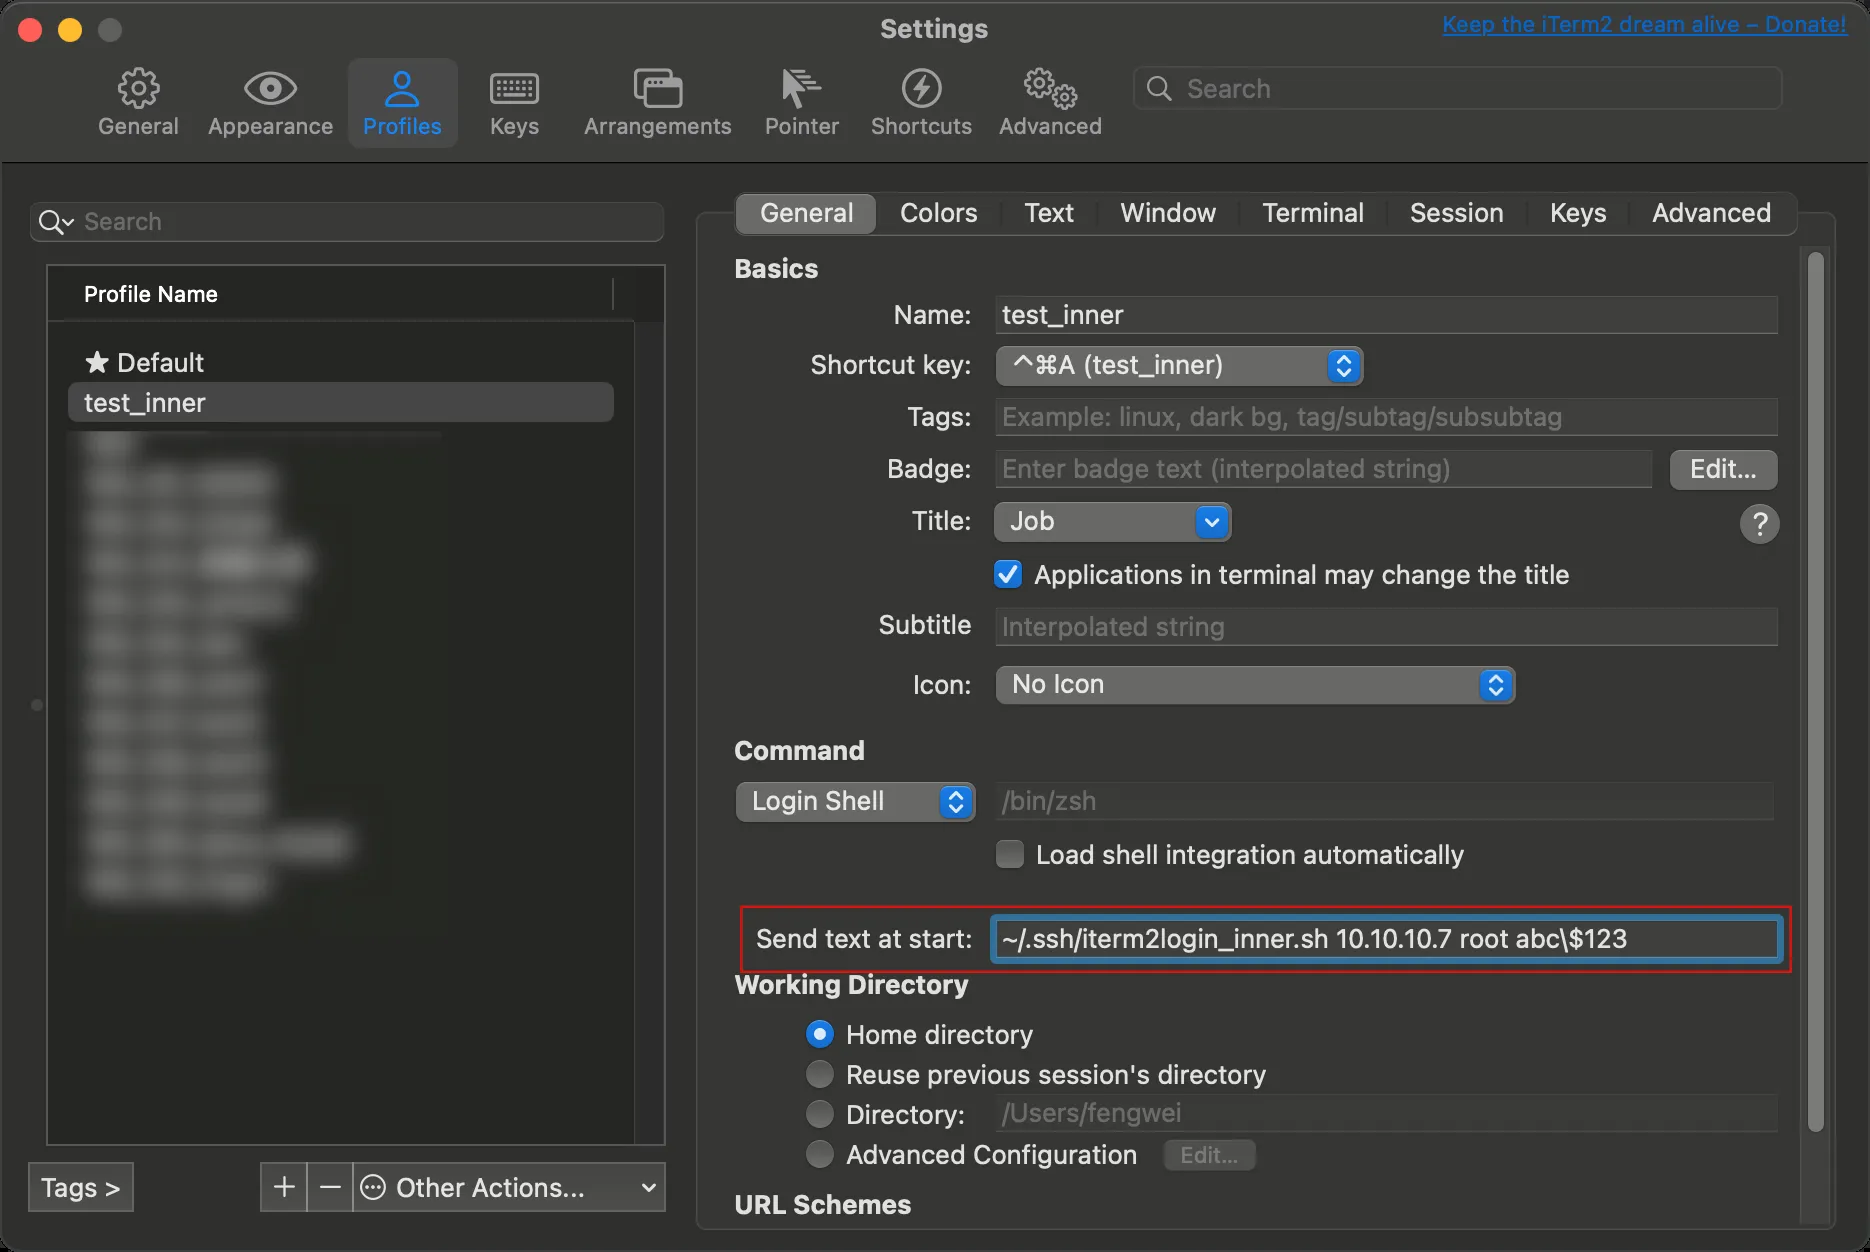 Settings
Keep the iTerm2 dream alive – Donate!
General
Appearance
Profiles
Keys
Arrangements
Pointer
Shortcuts
Advanced
Search
Search
Profile Name
★ Default
test_inner
Tags >
+
−
Other Actions...
General
Colors
Text
Window
Terminal
Session
Keys
Advanced
Basics
Name: test_inner
Shortcut key: ^⌘A (test_inner)
Tags: Example: linux, dark bg, tag/subtag/subsubtag
Badge: Enter badge text (interpolated string) Edit...
Title: Job ?
Applications in terminal may change the title
Subtitle Interpolated string
Icon: No Icon
Command
Login Shell /bin/zsh
Load shell integration automatically
Send text at start: ~/.ssh/iterm2login_inner.sh 10.10.10.7 root abc\$123
Working Directory
Home directory
Reuse previous session's directory
Directory: /Users/fengwei
Advanced Configuration Edit...
URL Schemes